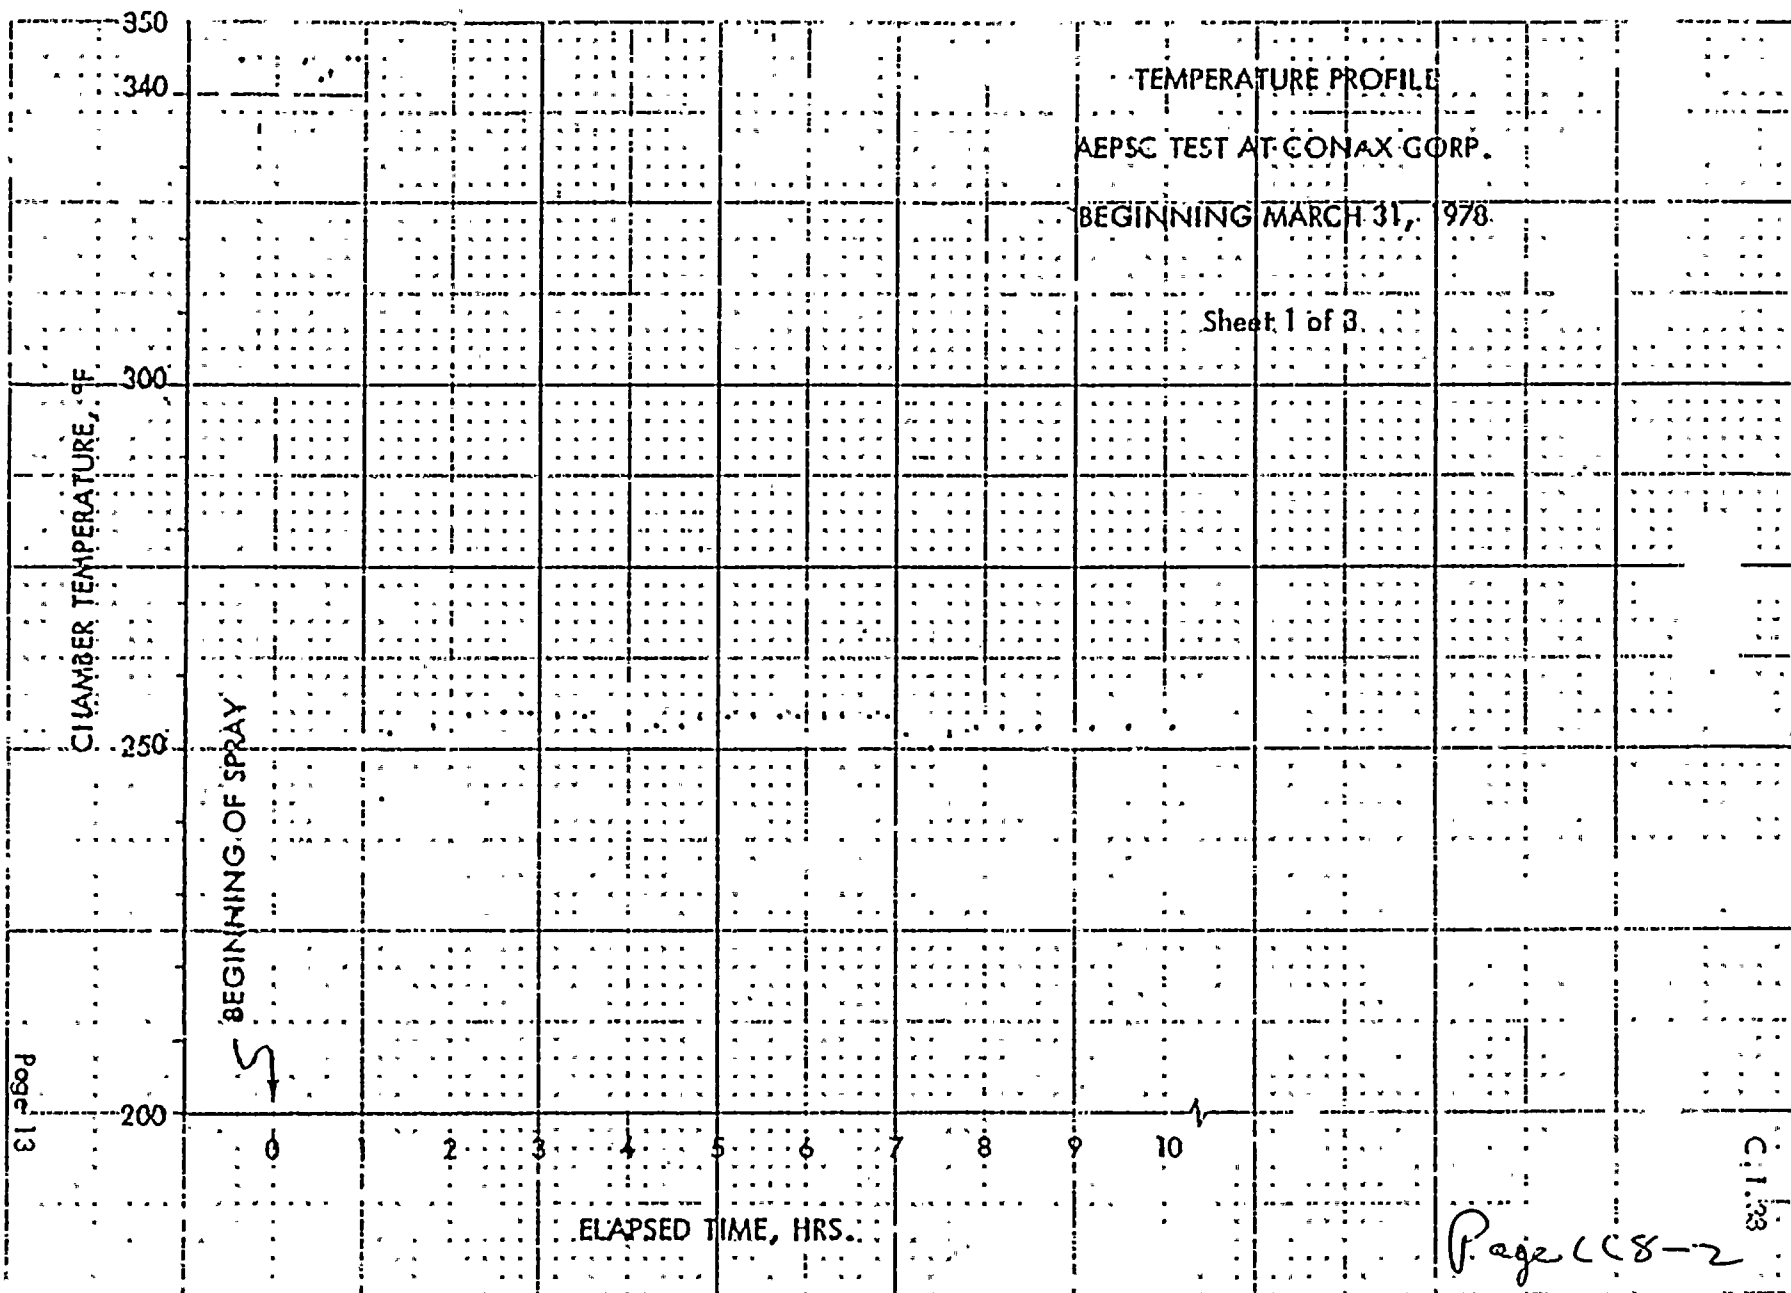 TEMPERATURE PROFILE
AEPSC TEST AT CONAX CORP.
BEGINNING MARCH 31, 1978
Sheet 1 of 3
CHAMBER TEMPERATURE, °F
350
340
300
250
200
BEGINNING OF SPRAY
0 2 3 4 5 6 7 8 9 10
ELAPSED TIME, HRS.
Page 13
C.1.33